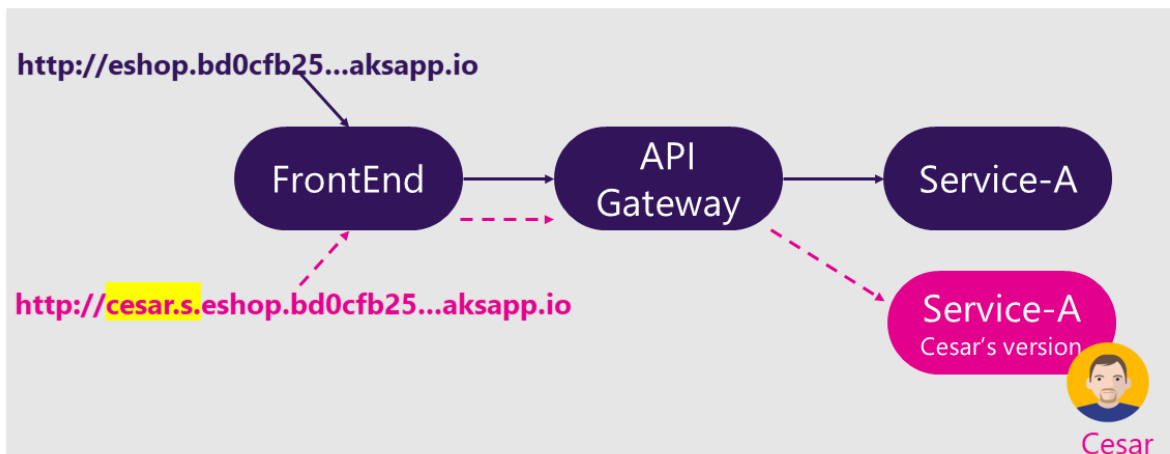 http://eshop.bd0cfb25...aksapp.io
FrontEnd
API
Gateway
Service-A
http://cesar.s.eshop.bd0cfb25...aksapp.io
Service-A
Cesar's version
Cesar